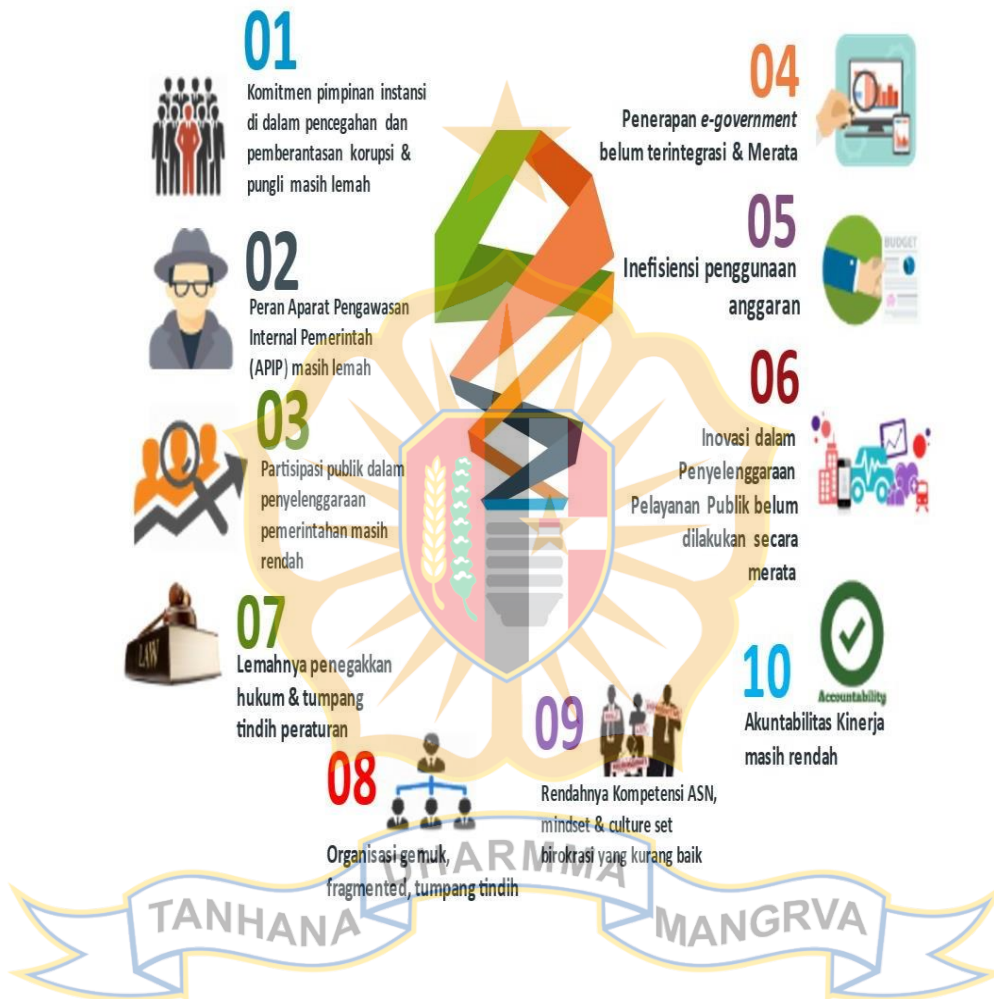 01
Komitmen pimpinan instansi
di dalam pencegahan dan
pemberantasan korupsi &
pungli masih lemah
02
Peran Aparat Pengawasan
Internal Pemerintah
(APIP) masih lemah
03
Partisipasi publik dalam
penyelenggaraan
pemerintahan masih
rendah
04
Penerapan e-government
belum terintegrasi & Merata
05
BUDGET
Inefisiensi penggunaan
anggaran
06
Inovasi dalam
Penyelenggaraan
Pelayanan Publik belum
dilakukan secara
merata
LAW
07
Lemahnya penegakkan
hukum & tumpang
tindih peraturan
08
Organisasi gemuk,
fragmented, tumpang tindih
09
Rendahnya Kompetensi ASN,
mindset & culture set
birokrasi yang kurang baik
10
Accountability
Akuntabilitas Kinerja
masih rendah
TANHANA DHARMMA MANGRVA